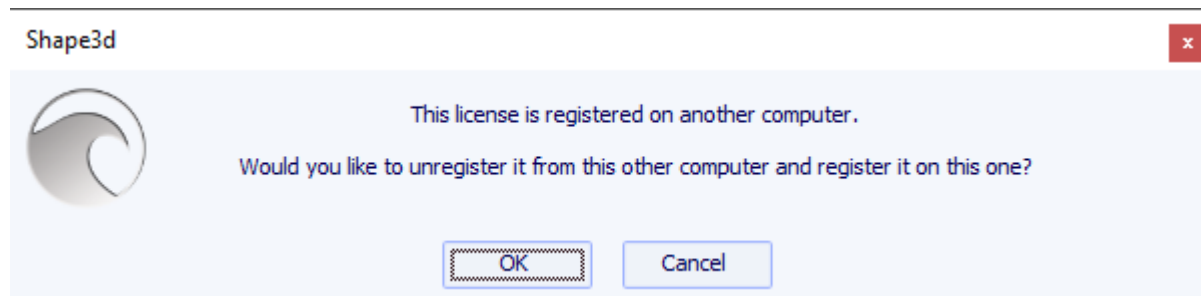 Shape3d
x
This license is registered on another computer.
Would you like to unregister it from this other computer and register it on this one?
OK
Cancel